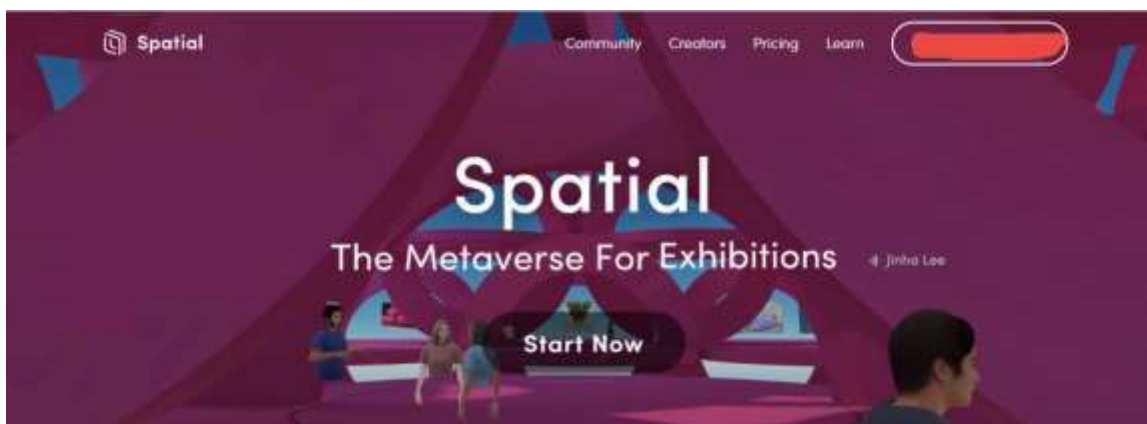 Spatial
Community Creators Pricing Learn
Spatial
The Metaverse For Exhibitions
Jinha Lee
Start Now